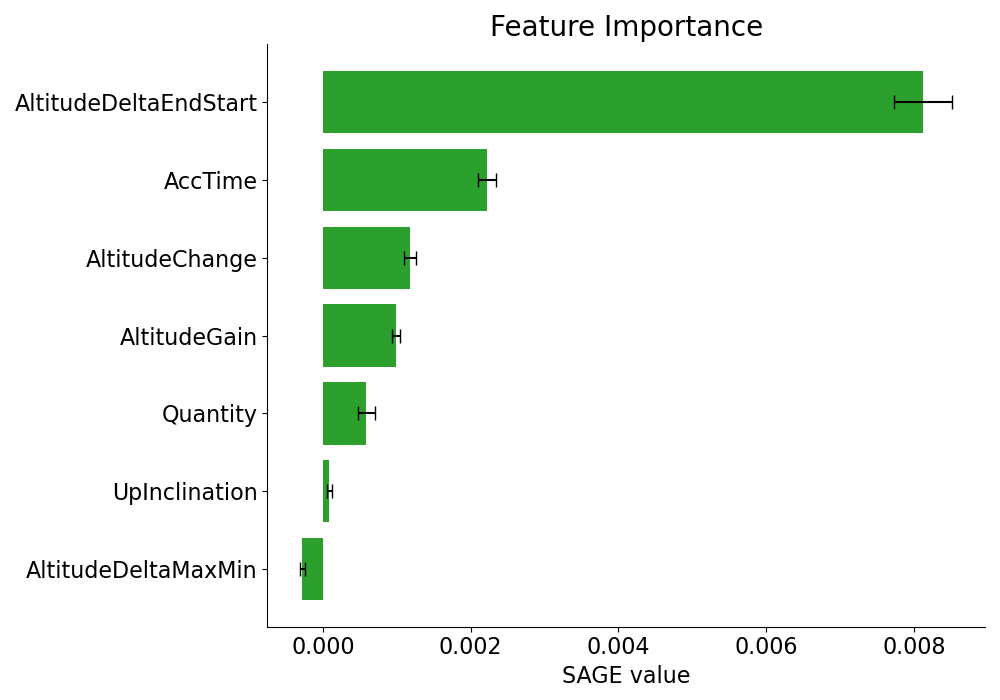 Feature Importance
AltitudeDeltaEndStart
AccTime
AltitudeChange
AltitudeGain
Quantity
UpInclination
AltitudeDeltaMaxMin
0.000 0.002 0.004 0.006 0.008
SAGE value